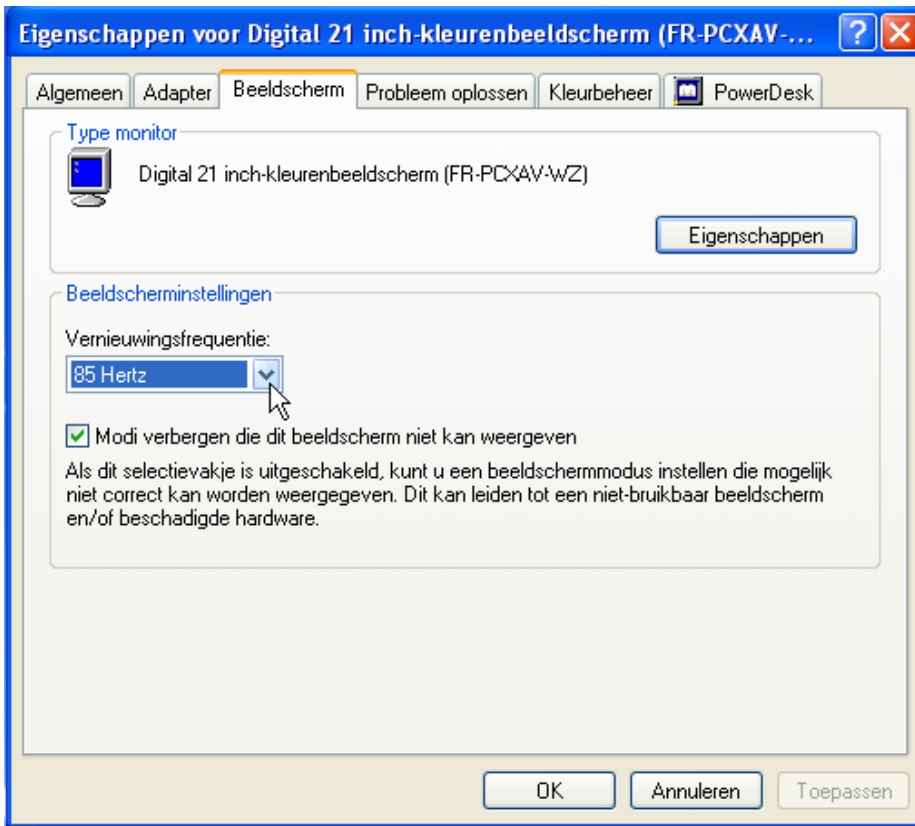 Eigenschappen voor Digital 21 inch-kleurenbeeldscherm (FR-PCXAV-...
Algemeen Adapter Beeldscherm Probleem oplossen Kleurbeheer PowerDesk
Type monitor
Digital 21 inch-kleurenbeeldscherm (FR-PCXAV-WZ)
Eigenschappen
Beeldscherminstellingen
Vernieuwingsfrequentie:
85 Hertz
Modi verbergen die dit beeldscherm niet kan weergeven
Als dit selectievakje is uitgeschakeld, kunt u een beeldschermmodus instellen die mogelijk
niet correct kan worden weergegeven. Dit kan leiden tot een niet-bruikbaar beeldscherm
en/of beschadigde hardware.
OK Annuleren Toepassen